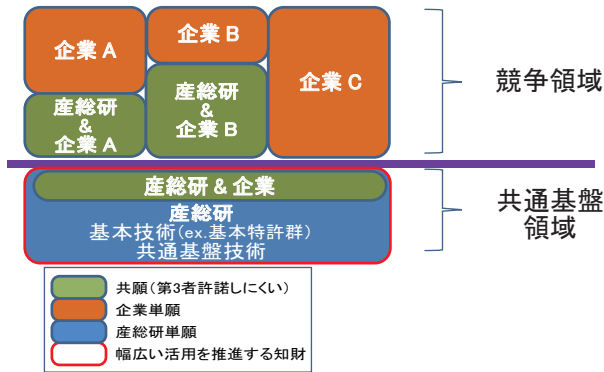 企業 A
企業 B
企業 C
産総研
&
企業 A
産総研
&
企業 B
競争領域
産総研 & 企業
産総研
基本技術(ex.基本特許群)
共通基盤技術
共通基盤
領域
共願(第3者許諾しにくい)
企業単願
産総研単願
幅広い活用を推進する知財